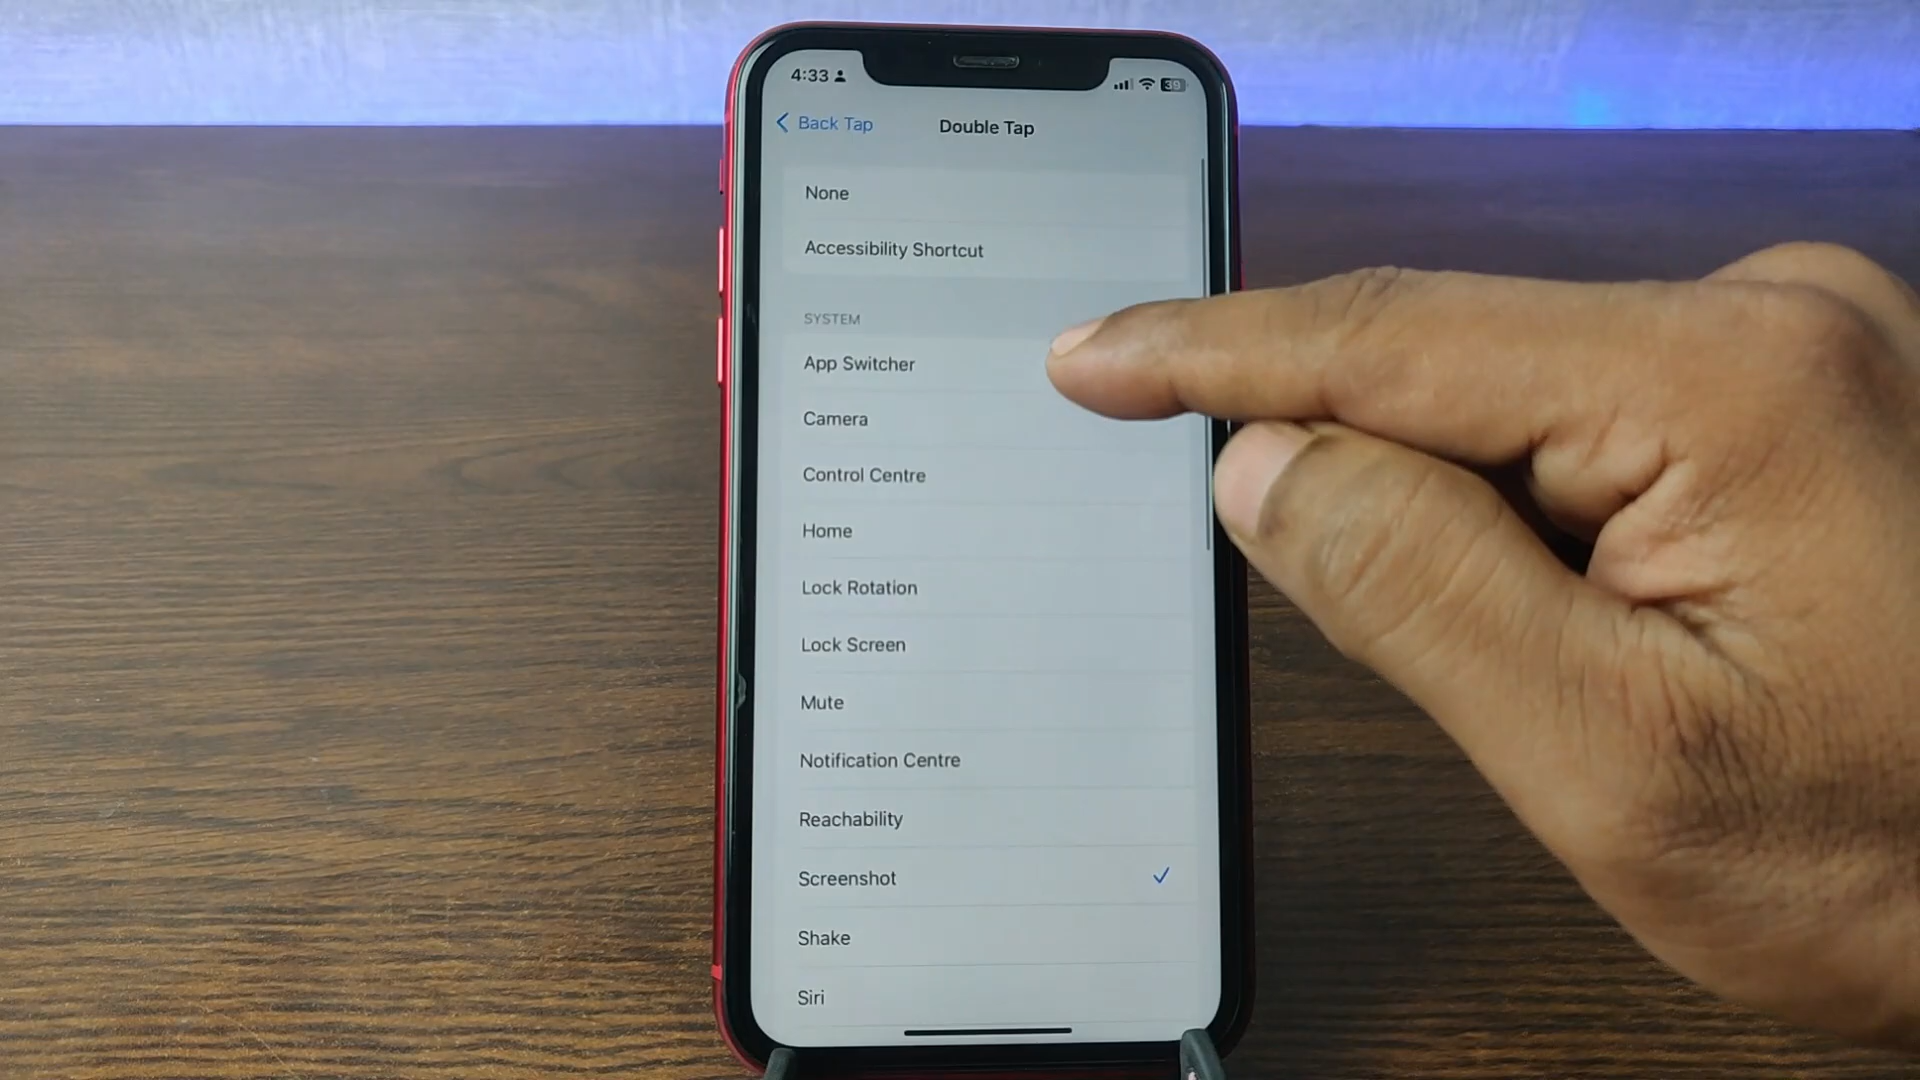 4:33
39
Back Tap
Double Tap
None
Accessibility Shortcut
SYSTEM
App Switcher
Camera
Control Centre
Home
Lock Rotation
Lock Screen
Mute
Notification Centre
Reachability
Screenshot
Shake
Siri